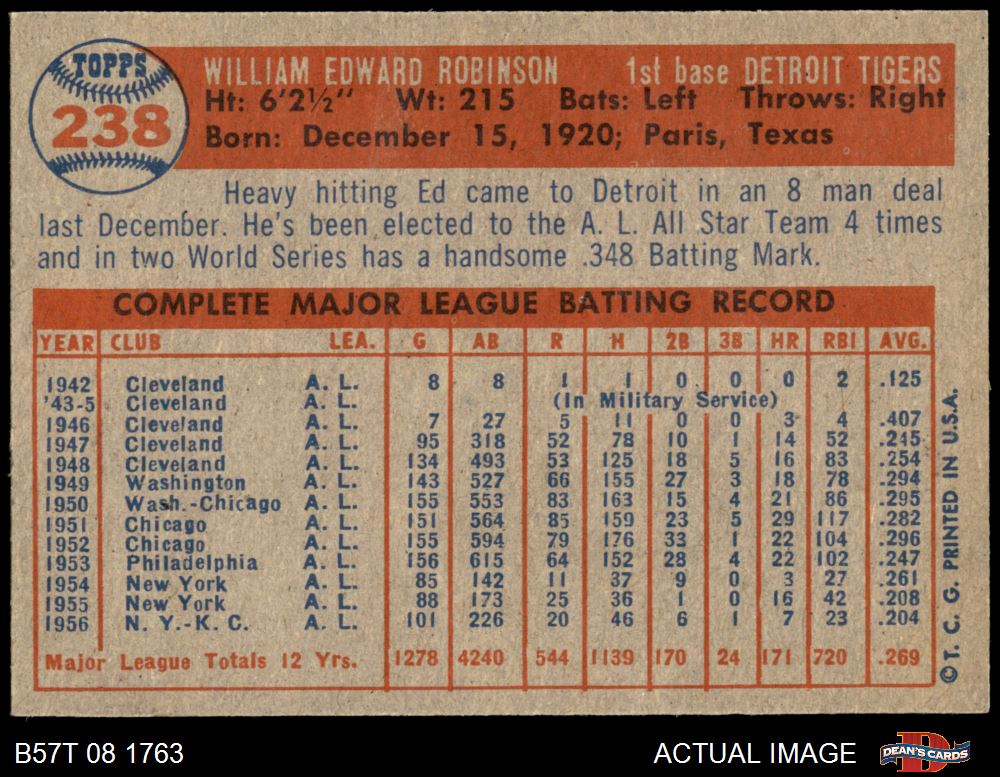 TOPPS
238
WILLIAM EDWARD ROBINSON 1st base DETROIT TIGERS
Ht: 6'2½" Wt: 215 Bats: Left Throws: Right
Born: December 15, 1920; Paris, Texas
Heavy hitting Ed came to Detroit in an 8 man deal
last December. He's been elected to the A. L. All Star Team 4 times
and in two World Series has a handsome .348 Batting Mark.
COMPLETE MAJOR LEAGUE BATTING RECORD
YEAR CLUB LEA. G AB R H 2B 3B HR RBI AVG.
1942 Cleveland A. L. 8 8 1 1 0 0 0 2 .125
'43-5 Cleveland A. L. (In Military Service)
1946 Cleveland A. L. 7 27 5 11 0 0 3 4 .407
1947 Cleveland A. L. 95 318 52 78 10 1 14 52 .245
1948 Cleveland A. L. 134 493 53 125 18 5 16 83 .254
1949 Washington A. L. 143 527 66 155 27 3 18 78 .294
1950 Wash.-Chicago A. L. 155 553 83 163 15 4 21 86 .295
1951 Chicago A. L. 151 564 85 159 23 5 29 117 .282
1952 Chicago A. L. 155 594 79 176 33 1 22 104 .296
1953 Philadelphia A. L. 156 615 64 152 28 4 22 102 .247
1954 New York A. L. 85 142 11 37 9 0 3 27 .261
1955 New York A. L. 88 173 25 36 1 0 16 42 .208
1956 N. Y.-K. C. A. L. 101 226 20 46 6 1 7 23 .204
Major League Totals 12 Yrs. 1278 4240 544 1139 170 24 171 720 .269
©T. C. G. PRINTED IN U.S.A.
B57T 08 1763 ACTUAL IMAGE DEAN'S CARDS